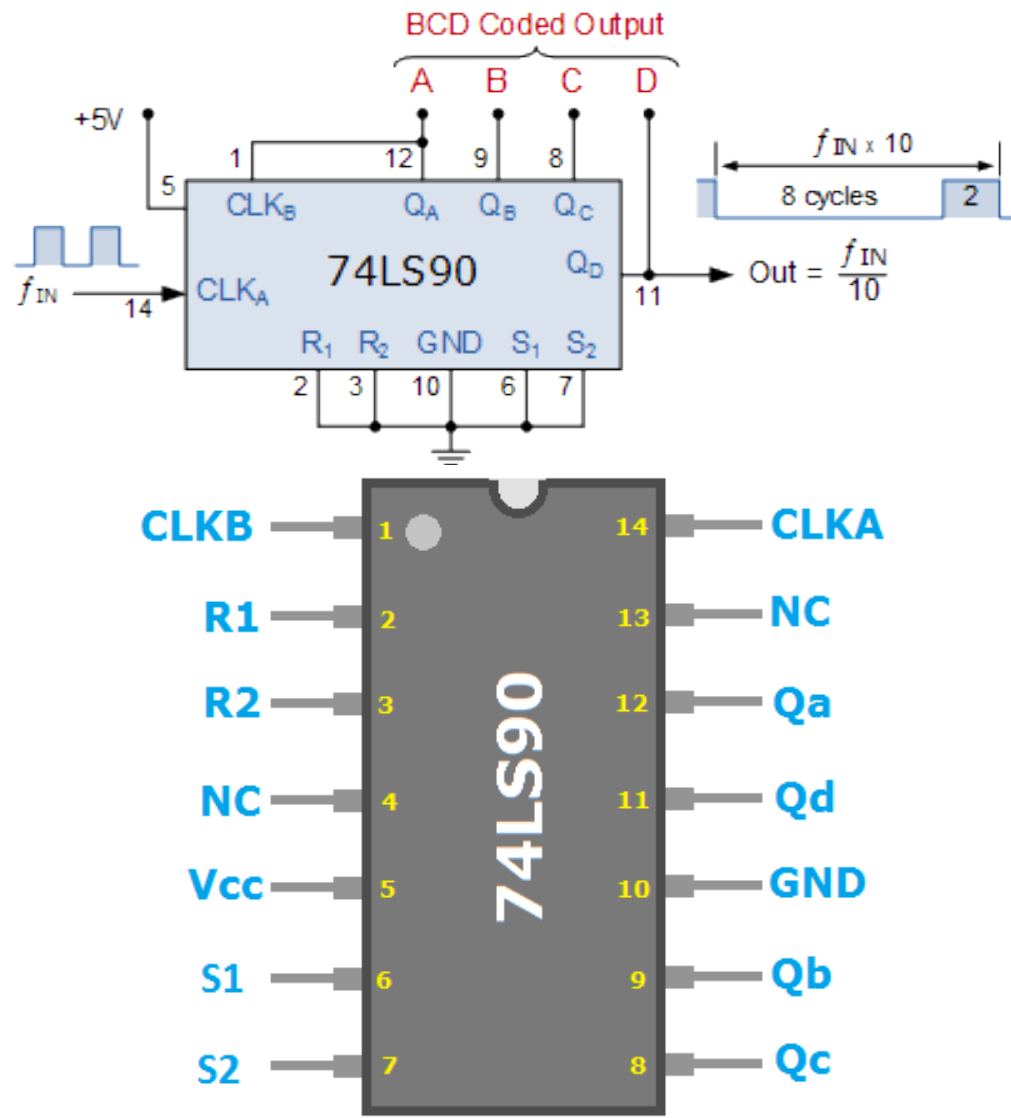 BCD Coded Output
A B C D
+5V
1 12 9 8
5
CLKB QA QB QC
fIN x 10
8 cycles 2
74LS90
QD
fIN 14 CLKA
11
Out = fIN
10
R1 R2 GND S1 S2
2 3 10 6 7
CLKB 1 14 CLKA
R1 2 13 NC
R2 3 12 Qa
NC 4 11 Qd
Vcc 5 10 GND
S1 6 9 Qb
S2 7 8 Qc
74LS90